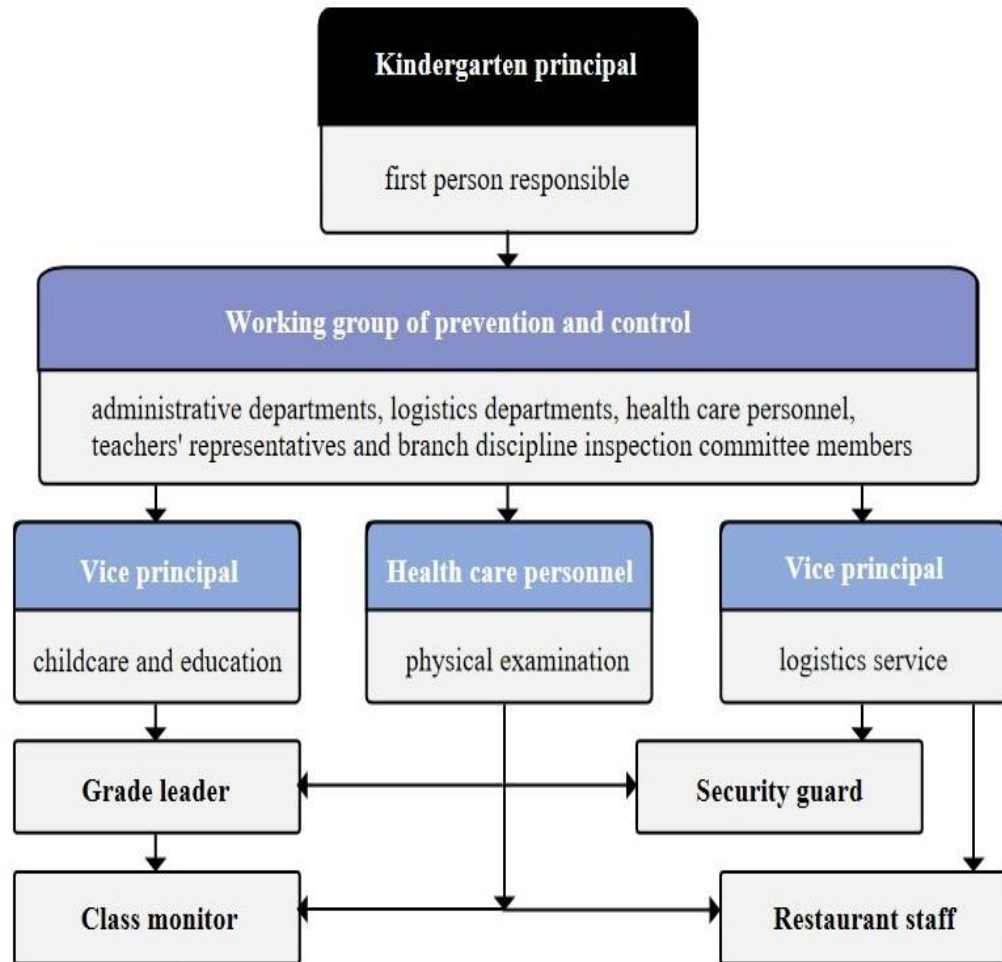 Kindergarten principal
first person responsible
Working group of prevention and control
administrative departments, logistics departments, health care personnel,
teachers' representatives and branch discipline inspection committee members
Vice principal
childcare and education
Health care personnel
physical examination
Vice principal
logistics service
Grade leader
Security guard
Class monitor
Restaurant staff